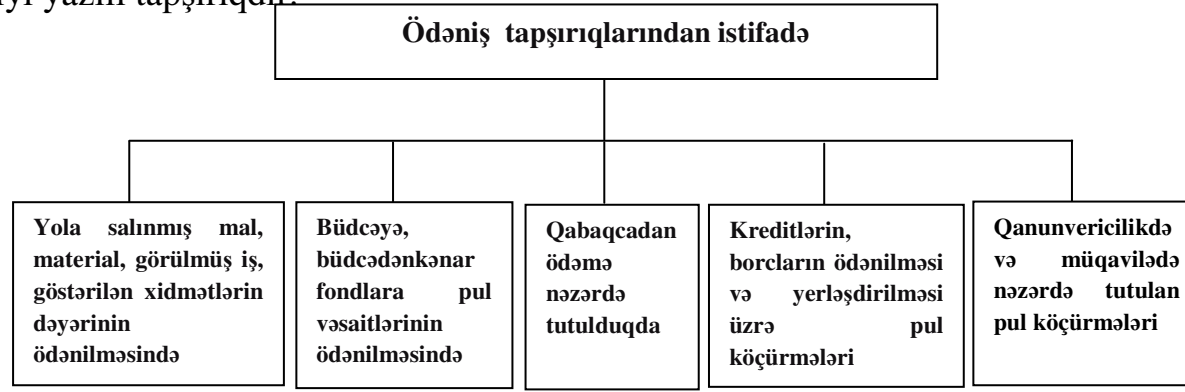 yazılı tapşırıqdır.
Ödəniş tapşırıqlarından istifadə
Yola salınmış mal,
material, görülmüş iş,
göstərilən xidmətlərin
dəyərinin
ödənilməsində
Büdcəyə,
büdcədənkənar
fondlara pul
vəsaitlərinin
ödənilməsində
Qabaqcadan
ödəmə
nəzərdə
tutulduqda
Kreditlərin,
borcların ödənilməsi
və yerləşdirilməsi
üzrə pul
köçürmələri
Qanunvericilikdə
və müqavilədə
nəzərdə tutulan
pul köçürmələri